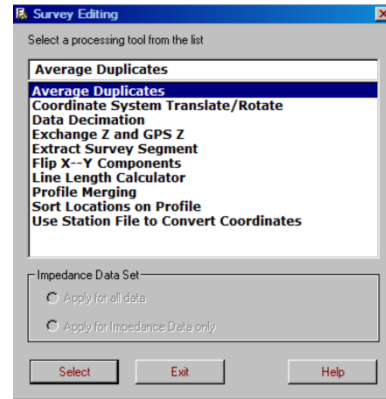 Survey Editing
Select a processing tool from the list
Average Duplicates
Average Duplicates
Coordinate System Translate/Rotate
Data Decimation
Exchange Z and GPS Z
Extract Survey Segment
Flip X--Y Components
Line Length Calculator
Profile Merging
Sort Locations on Profile
Use Station File to Convert Coordinates
Impedance Data Set
Apply for all data
Apply for Impedance Data only
Select Exit Help